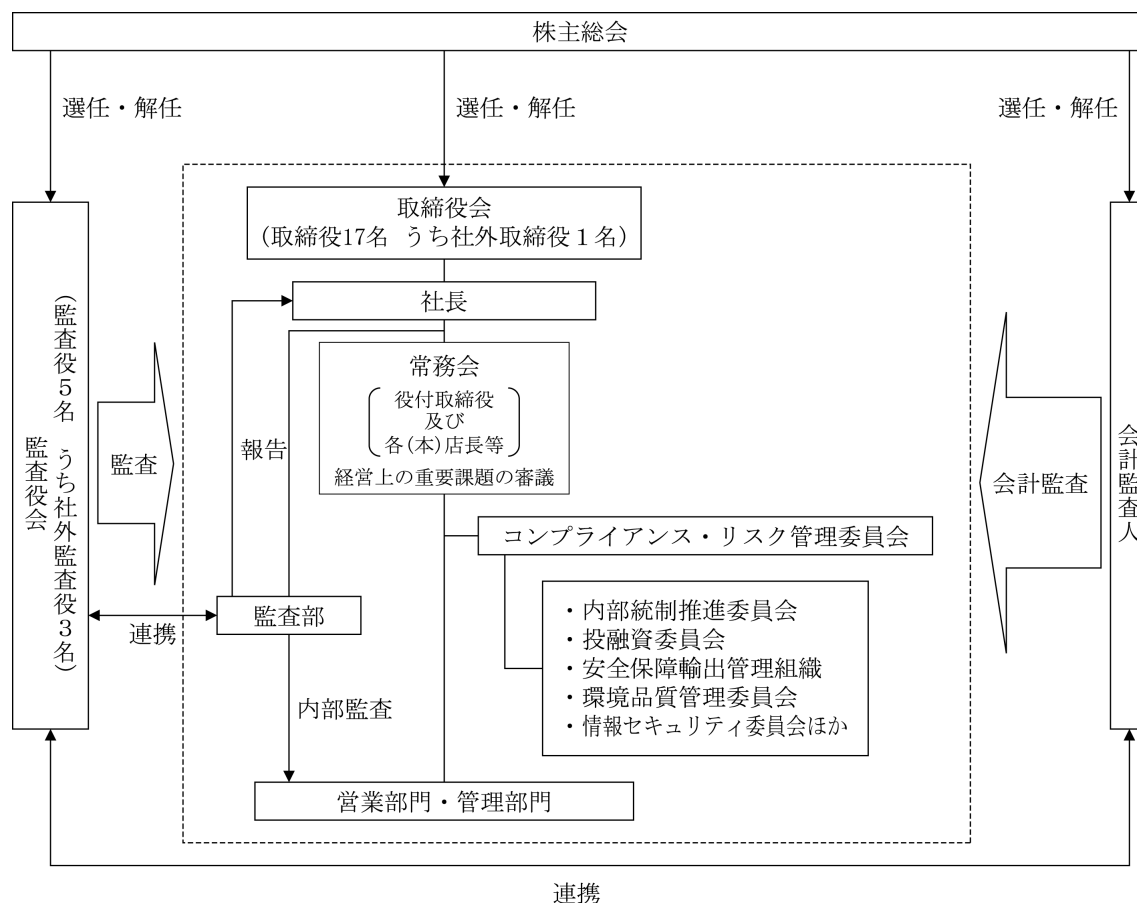 株主総会
選任・解任
選任・解任
選任・解任
取締役会
(取締役17名 うち社外取締役１名)
社長
常務会
役付取締役
及び
各(本)店長等
経営上の重要課題の審議
報告
監査役会
(監査役５名 うち社外監査役３名)
監査
会計監査
会計監査人
コンプライアンス・リスク管理委員会
・内部統制推進委員会
・投融資委員会
・安全保障輸出管理組織
・環境品質管理委員会
・情報セキュリティ委員会ほか
監査部
連携
内部監査
営業部門・管理部門
連携